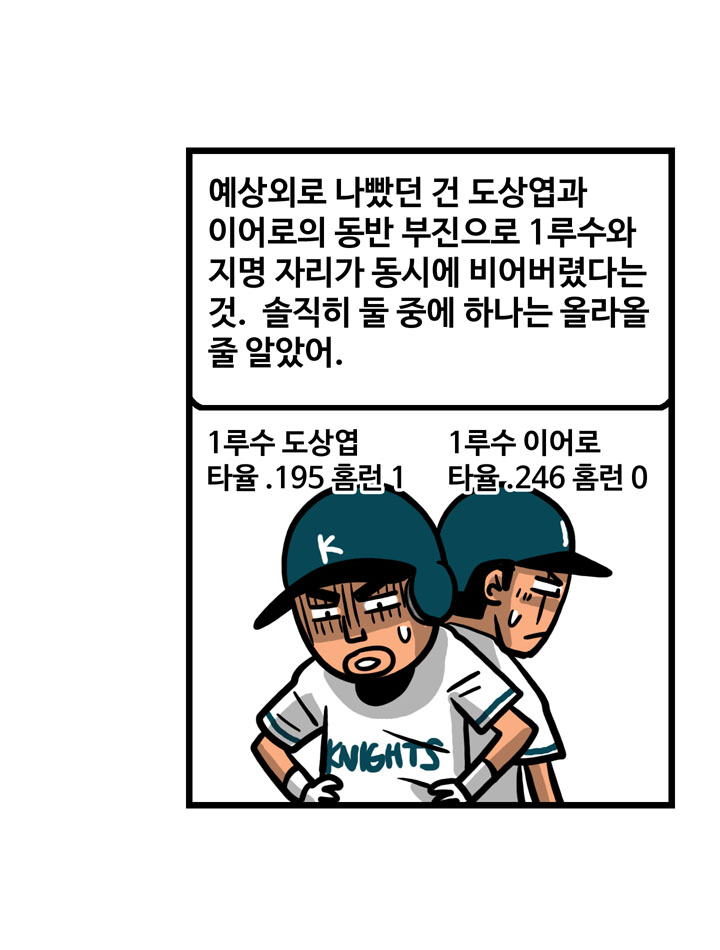 예상외로 나빴던 건 도상엽과
이어로의 동반 부진으로 1루수와
지명 자리가 동시에 비어버렸다는
것. 솔직히 둘 중에 하나는 올라올
줄 알았어.
1루수 도상엽
타율 .195 홈런 1
1루수 이어로
타율 .246 홈런 0
K
KNIGHTS